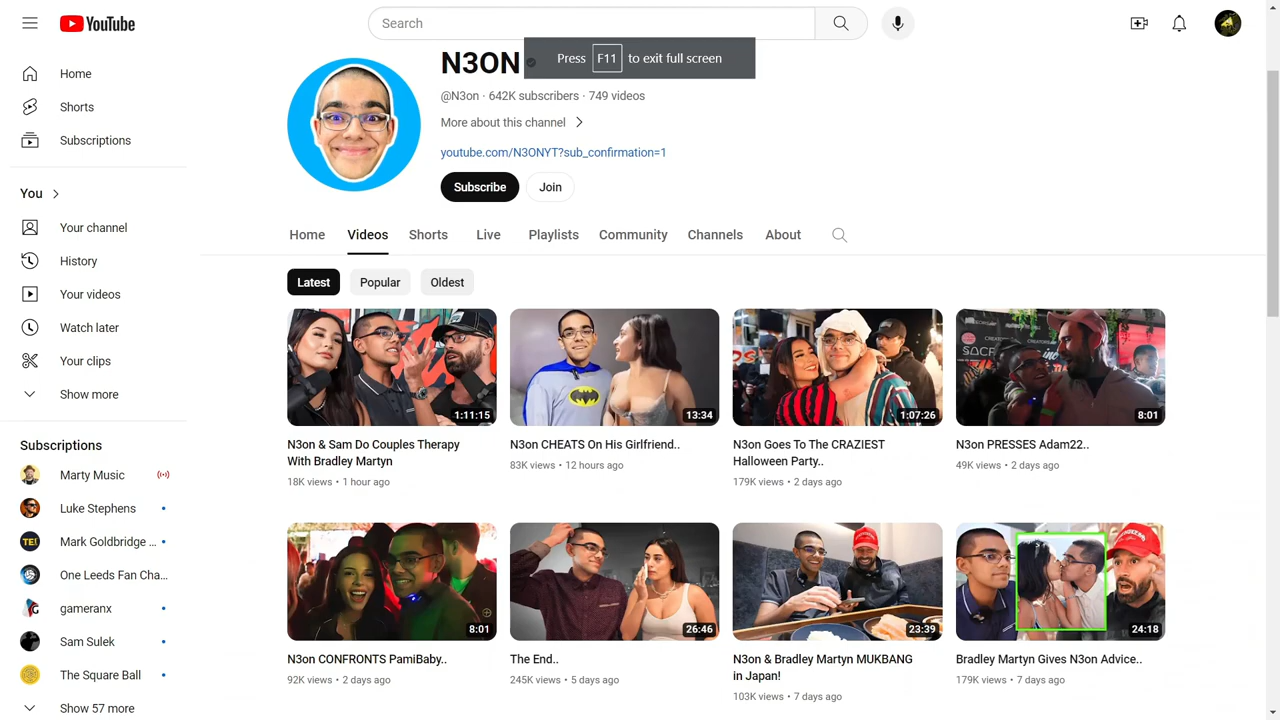 YouTube
Search
Press F11 to exit full screen
Home
Shorts
Subscriptions
You
Your channel
History
Your videos
Watch later
Your clips
Show more
Subscriptions
Marty Music
Luke Stephens
Mark Goldbridge ...
One Leeds Fan Cha...
gameranx
Sam Sulek
The Square Ball
Show 57 more
N3ON
@N3on · 642K subscribers · 749 videos
More about this channel
youtube.com/N3ONYT?sub_confirmation=1
Subscribe Join
Home Videos Shorts Live Playlists Community Channels About
Latest Popular Oldest
1:11:15
N3on & Sam Do Couples Therapy
With Bradley Martyn
18K views • 1 hour ago
13:34
N3on CHEATS On His Girlfriend..
83K views • 12 hours ago
1:07:26
N3on Goes To The CRAZIEST
Halloween Party..
179K views • 2 days ago
8:01
N3on PRESSES Adam22..
49K views • 2 days ago
8:01
N3on CONFRONTS PamiBaby..
92K views • 2 days ago
26:46
The End..
245K views • 5 days ago
23:39
N3on & Bradley Martyn MUKBANG
in Japan!
103K views • 7 days ago
24:18
Bradley Martyn Gives N3on Advice..
179K views • 7 days ago